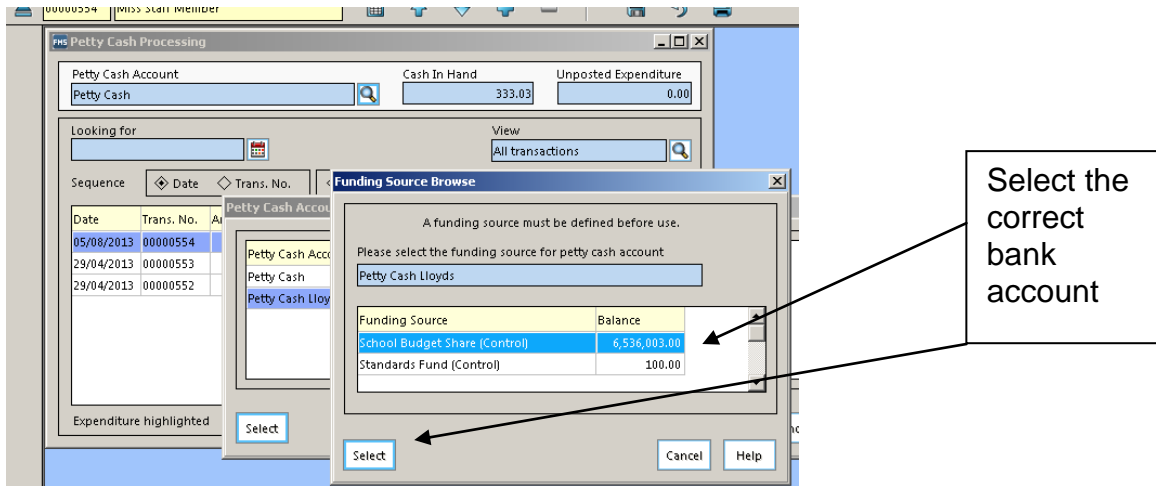 00000554 Miss Staff Member
FMS Petty Cash Processing
Petty Cash Account Cash In Hand Unposted Expenditure
Petty Cash 333.03 0.00
Looking for View
All transactions
Sequence Date Trans. No.
Funding Source Browse
Petty Cash Accou
Date Trans. No.
05/08/2013 00000554
29/04/2013 00000553
29/04/2013 00000552
Petty Cash Acco
Petty Cash
Petty Cash Lloy
A funding source must be defined before use.
Please select the funding source for petty cash account
Petty Cash Lloyds
Funding Source Balance
School Budget Share (Control) 6,536,003.00
Standards Fund (Control) 100.00
Expenditure highlighted
Select
Select Cancel Help
Select the
correct
bank
account